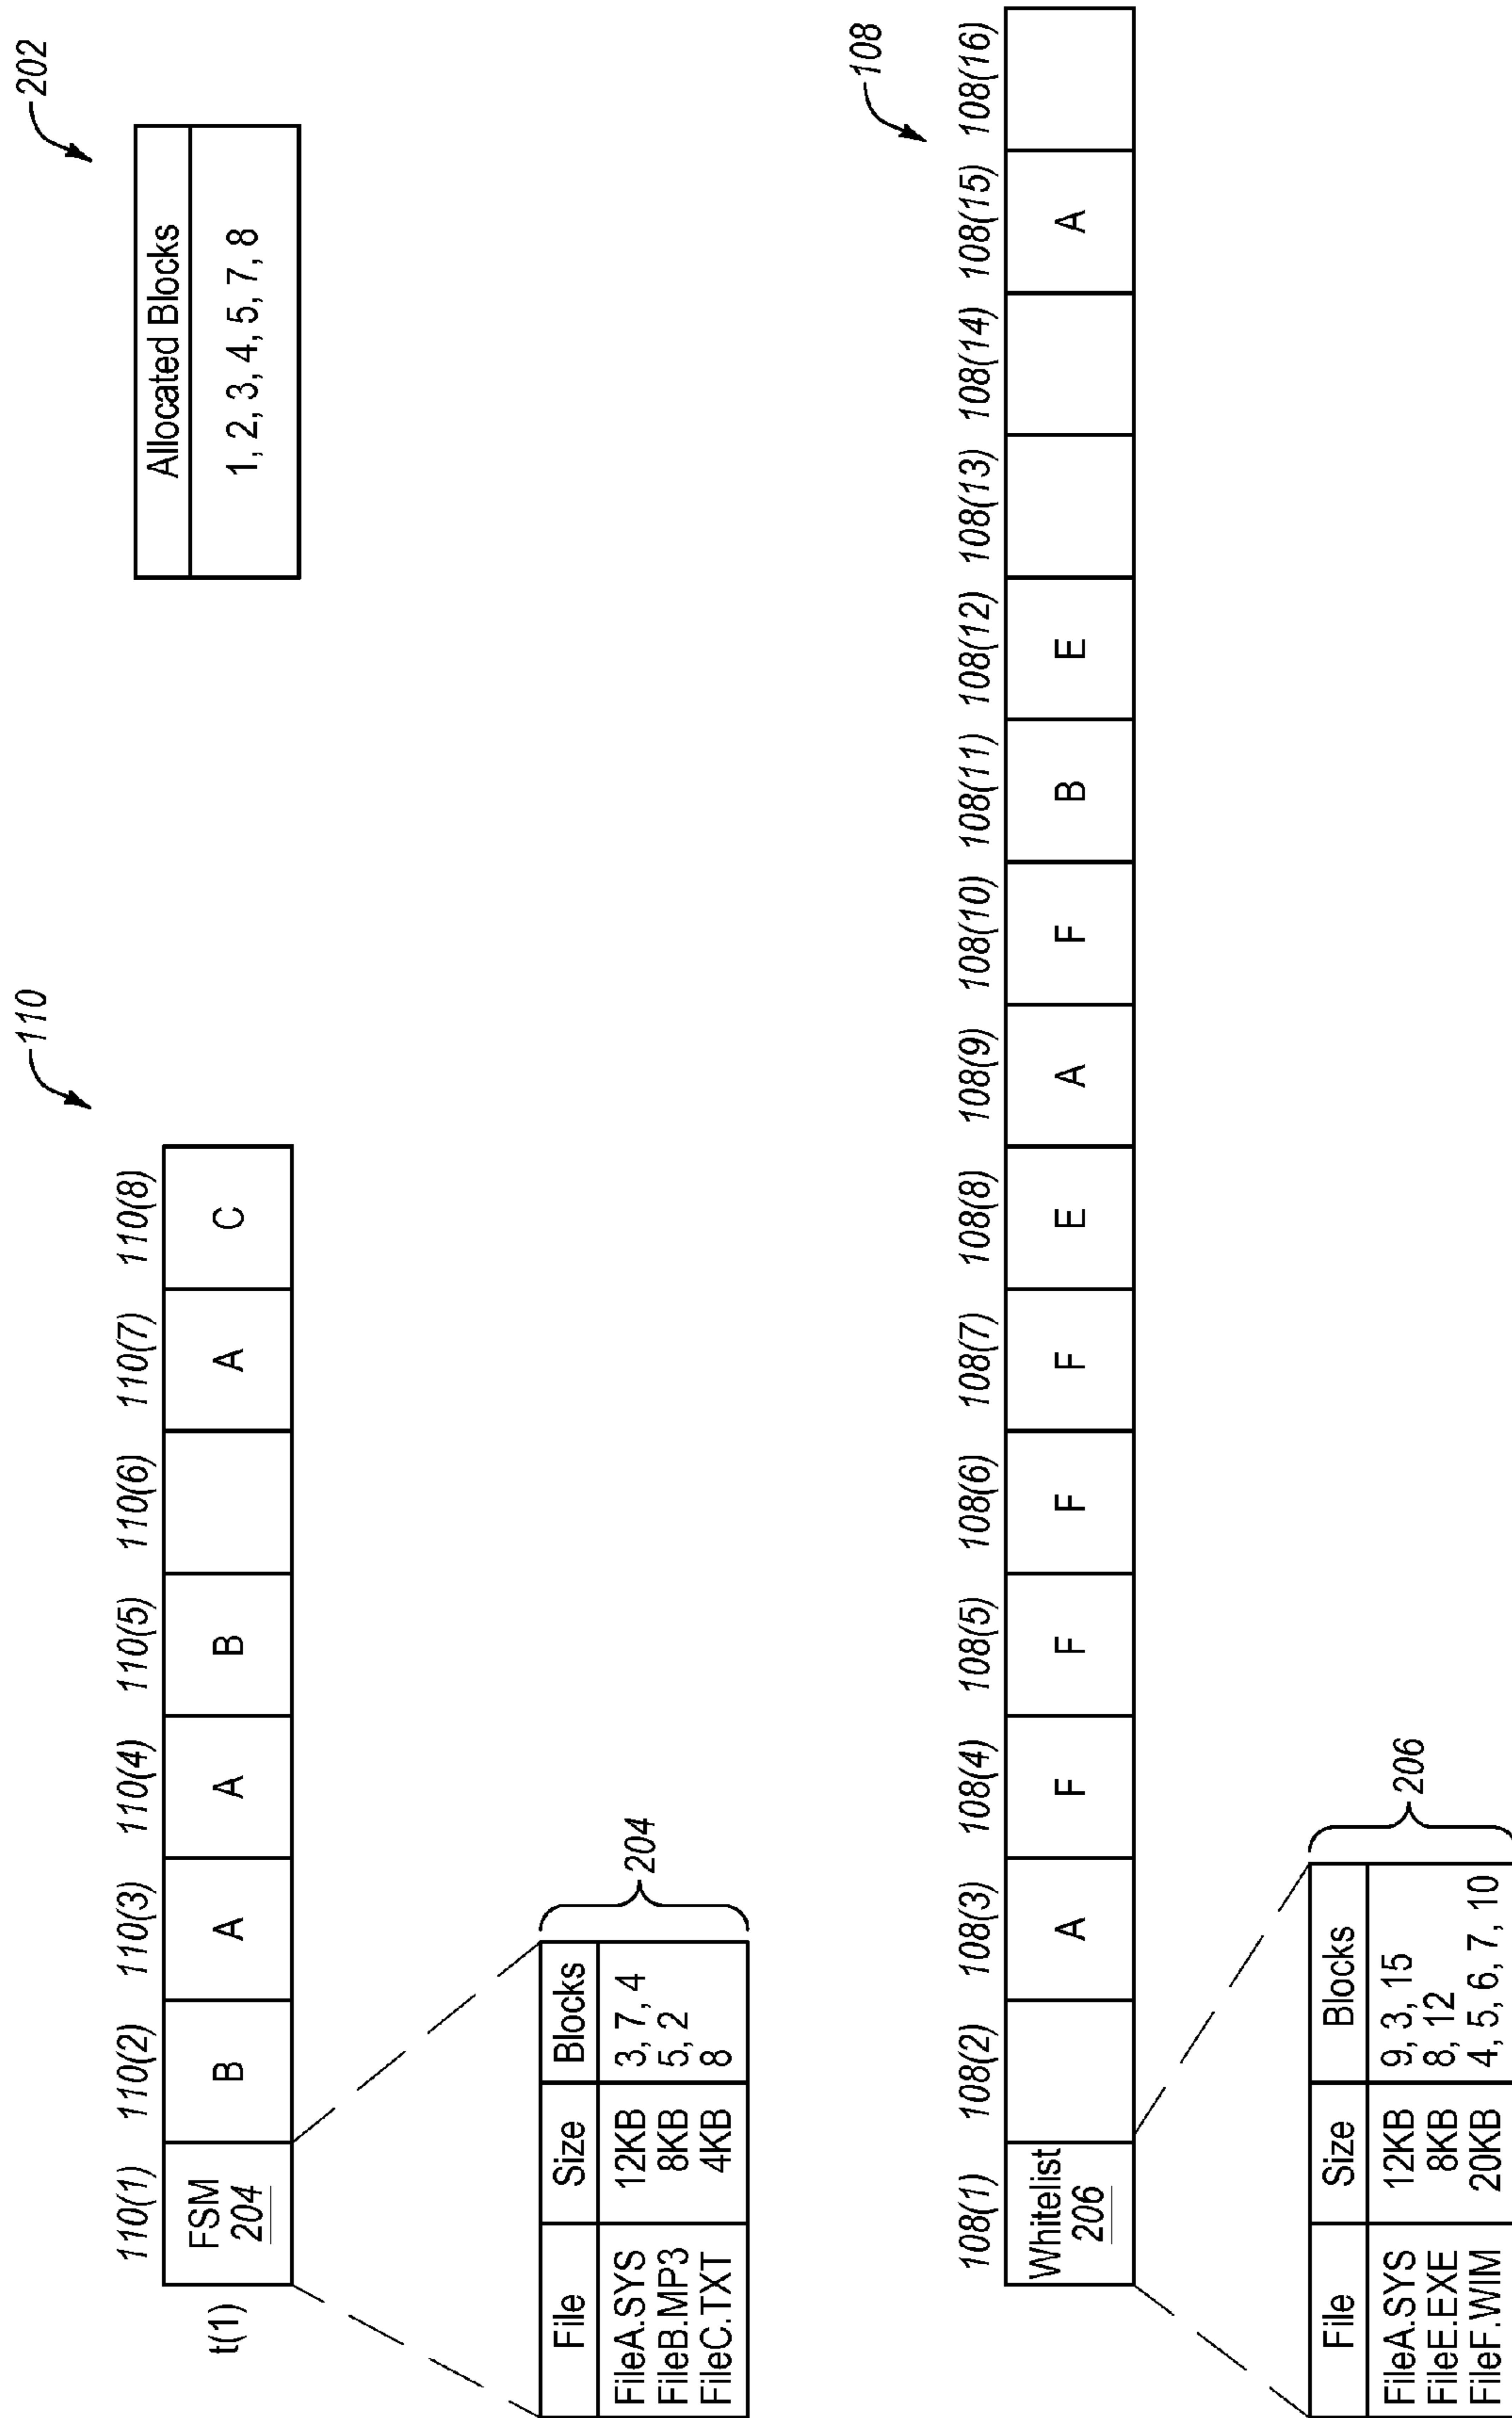 110
202
110(1) 110(2) 110(3) 110(4) 110(5) 110(6) 110(7) 110(8)
t(1) FSM 204 B A A B A C
Allocated Blocks
1, 2, 3, 4, 5, 7, 8
File Size Blocks
FileA.SYS 12KB 3, 7, 4
FileB.MP3 8KB 5, 2
FileC.TXT 4KB 8
204
108
108(1) 108(2) 108(3) 108(4) 108(5) 108(6) 108(7) 108(8) 108(9) 108(10) 108(11) 108(12) 108(13) 108(14) 108(15) 108(16)
Whitelist 206 A F F F F E A F B E A
File Size Blocks
FileA.SYS 12KB 9, 3, 15
FileE.EXE 8KB 8, 12
FileF.WIM 20KB 4, 5, 6, 7, 10
206